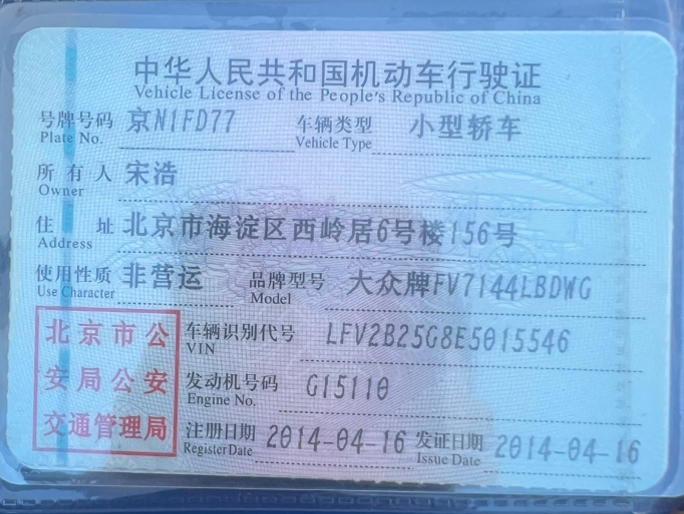 中华人民共和国机动车行驶证
Vehicle License of the People's Republic of China
号牌号码 京N1FD77 车辆类型 小型轿车
Plate No. Vehicle Type
所有人 宋浩
Owner
住址 北京市海淀区西岭居6号楼156号
Address
使用性质 非营运 品牌型号 大众牌FV7144LBDWG
Use Character Model
北京市公 车辆识别代号 LFV2B25G8E5015546
VIN
安局公安 发动机号码 G15110
Engine No.
交通管理局 注册日期 2014-04-16 发证日期 2014-04-16
Register Date Issue Date